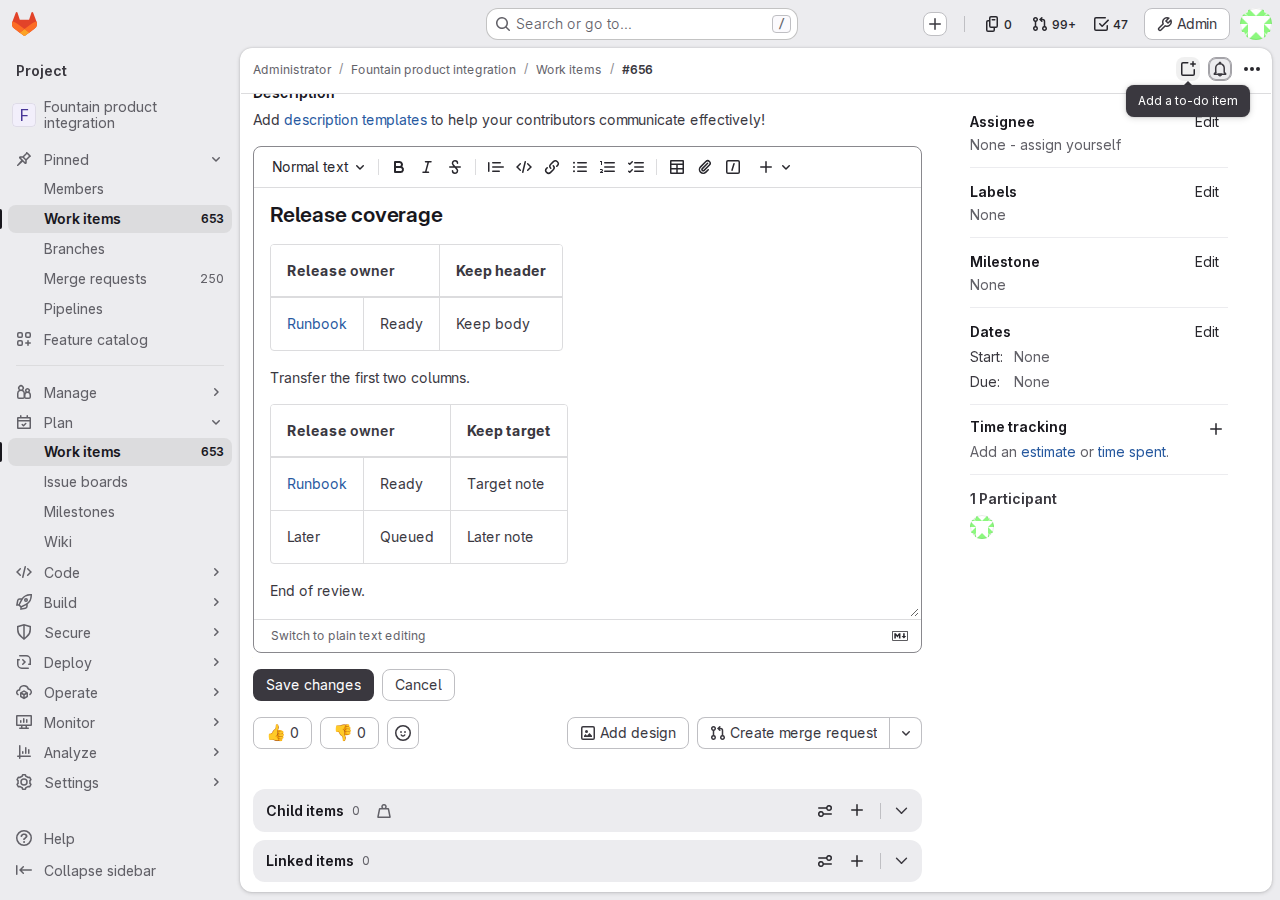 Search or go to...
/
0
99+
47
Admin
Project
F
Fountain product integration
Pinned
Members
Work items
653
Branches
Merge requests
250
Pipelines
Feature catalog
Manage
Plan
Work items
653
Issue boards
Milestones
Wiki
Code
Build
Secure
Deploy
Operate
Monitor
Analyze
Settings
Help
Collapse sidebar
Administrator / Fountain product integration / Work items / #656
Add a to-do item
Description
Add description templates to help your contributors communicate effectively!
Normal text
Release coverage
Release owner
Keep header
Runbook
Ready
Keep body
Transfer the first two columns.
Release owner
Keep target
Runbook
Ready
Target note
Later
Queued
Later note
End of review.
Switch to plain text editing
Save changes
Cancel
👍 0
👎 0
Add design
Create merge request
Child items 0
Linked items 0
Assignee
Edit
None - assign yourself
Labels
Edit
None
Milestone
Edit
None
Dates
Edit
Start: None
Due: None
Time tracking
Add an estimate or time spent.
1 Participant